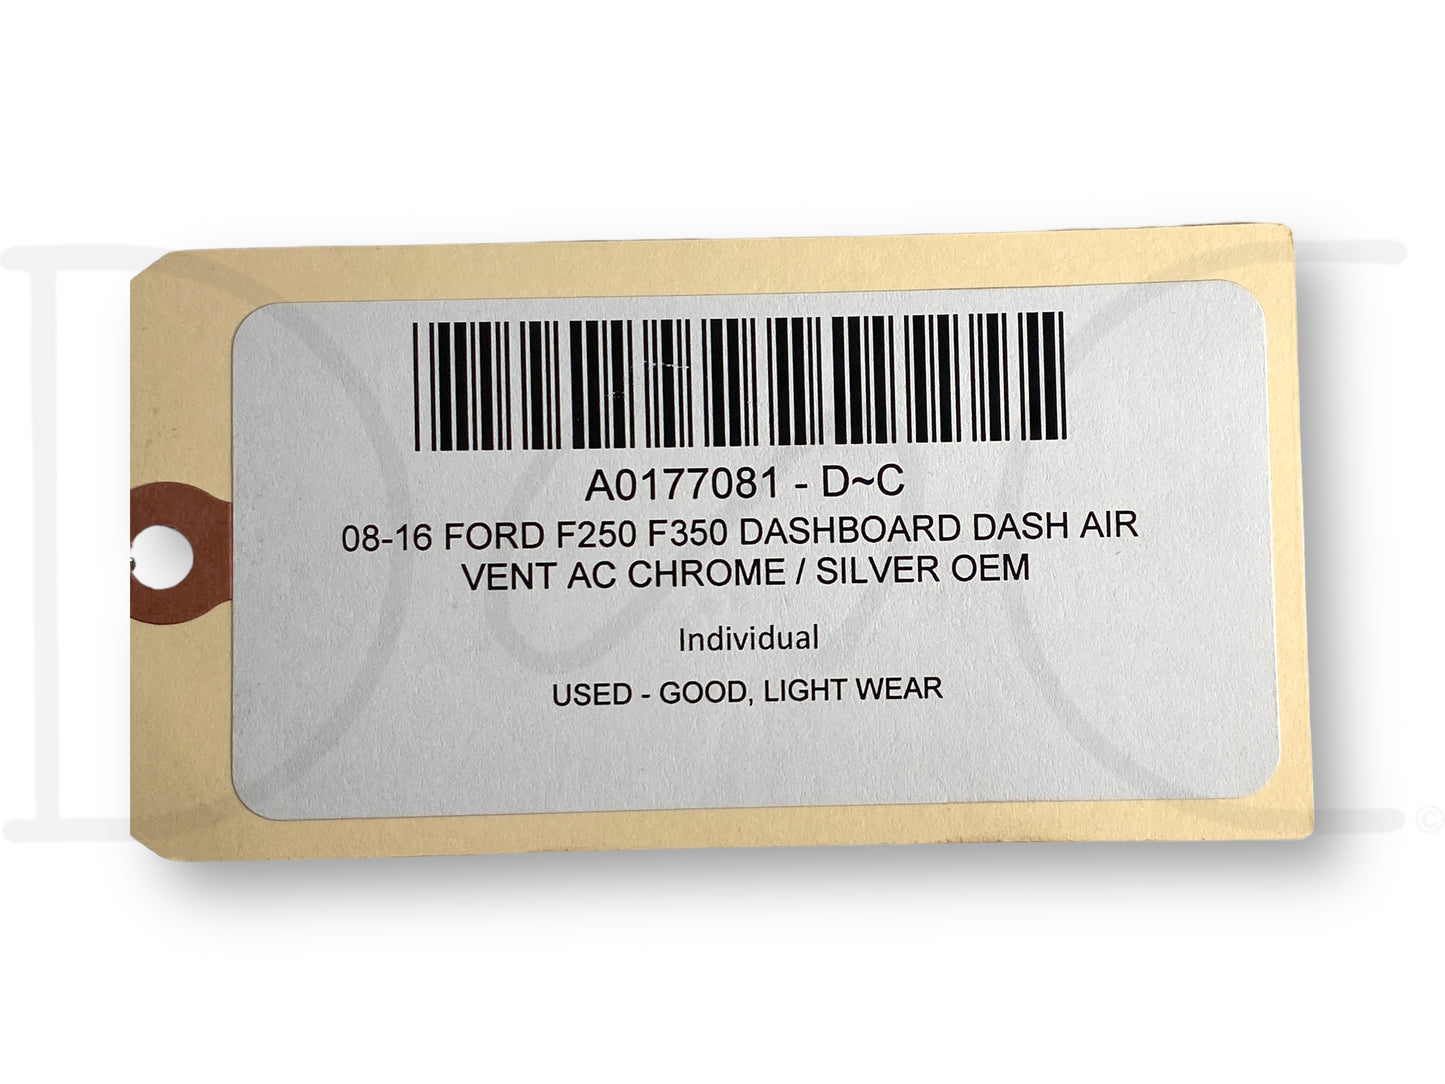 A0177081 - D~C
08-16 FORD F250 F350 DASHBOARD DASH AIR
VENT AC CHROME / SILVER OEM
Individual
USED - GOOD, LIGHT WEAR
©